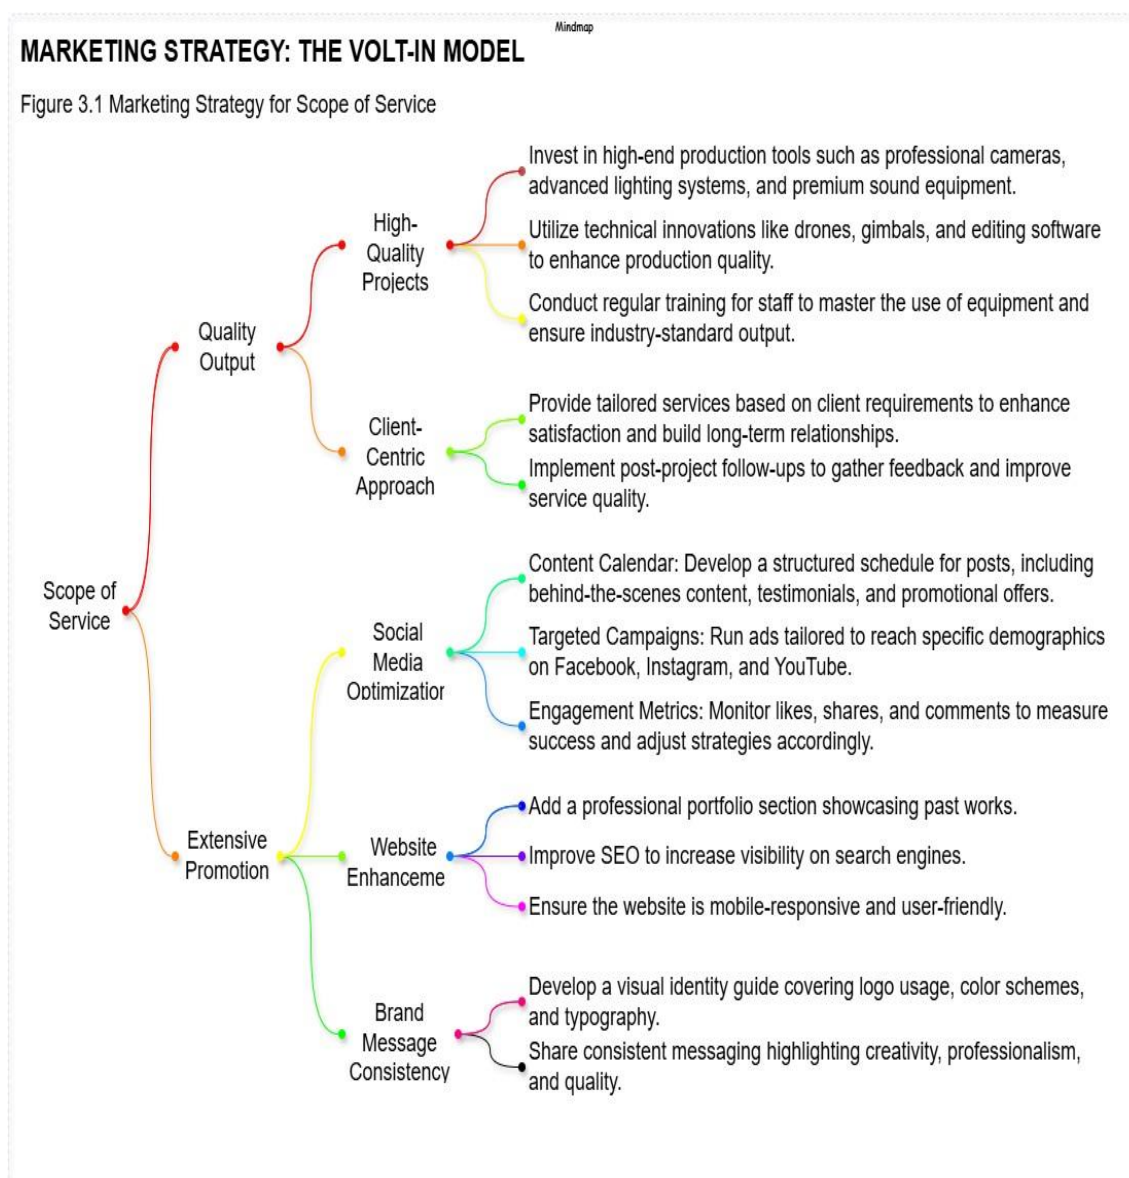 Mindmap
MARKETING STRATEGY: THE VOLT-IN MODEL
Figure 3.1 Marketing Strategy for Scope of Service
Scope of
Service
Quality
Output
High-
Quality
Projects
Invest in high-end production tools such as professional cameras,
advanced lighting systems, and premium sound equipment.
Utilize technical innovations like drones, gimbals, and editing software
to enhance production quality.
Conduct regular training for staff to master the use of equipment and
ensure industry-standard output.
Client-
Centric
Approach
Provide tailored services based on client requirements to enhance
satisfaction and build long-term relationships.
Implement post-project follow-ups to gather feedback and improve
service quality.
Extensive
Promotion
Social
Media
Optimization
Content Calendar: Develop a structured schedule for posts, including
behind-the-scenes content, testimonials, and promotional offers.
Targeted Campaigns: Run ads tailored to reach specific demographics
on Facebook, Instagram, and YouTube.
Engagement Metrics: Monitor likes, shares, and comments to measure
success and adjust strategies accordingly.
Website
Enhanceme
Add a professional portfolio section showcasing past works.
Improve SEO to increase visibility on search engines.
Ensure the website is mobile-responsive and user-friendly.
Brand
Message
Consistency
Develop a visual identity guide covering logo usage, color schemes,
and typography.
Share consistent messaging highlighting creativity, professionalism,
and quality.